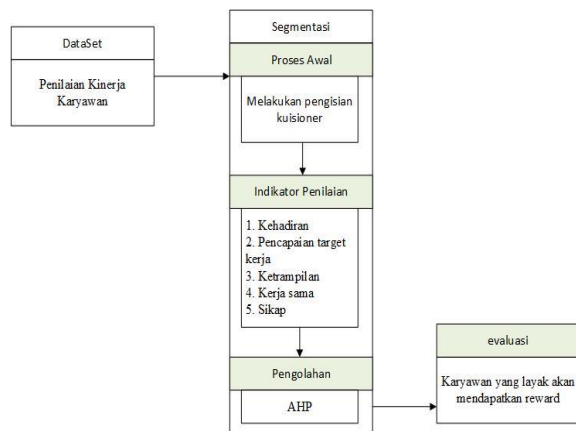 DataSet
Penilaian Kinerja
Karyawan
Segmentasi
Proses Awal
Melakukan pengisian
kuisioner
Indikator Penilaian
1. Kehadiran
2. Pencapaian target
kerja
3. Ketrampilan
4. Kerja sama
5. Sikap
Pengolahan
AHP
evaluasi
Karyawan yang layak akan
mendapatkan reward